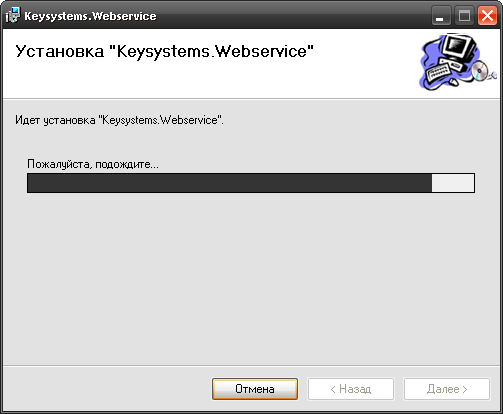 Keysystems.Webservice
Установка "Keysystems.Webservice"
Идет установка "Keysystems.Webservice".
Пожалуйста, подождите...
Отмена
< Назад
Далее >